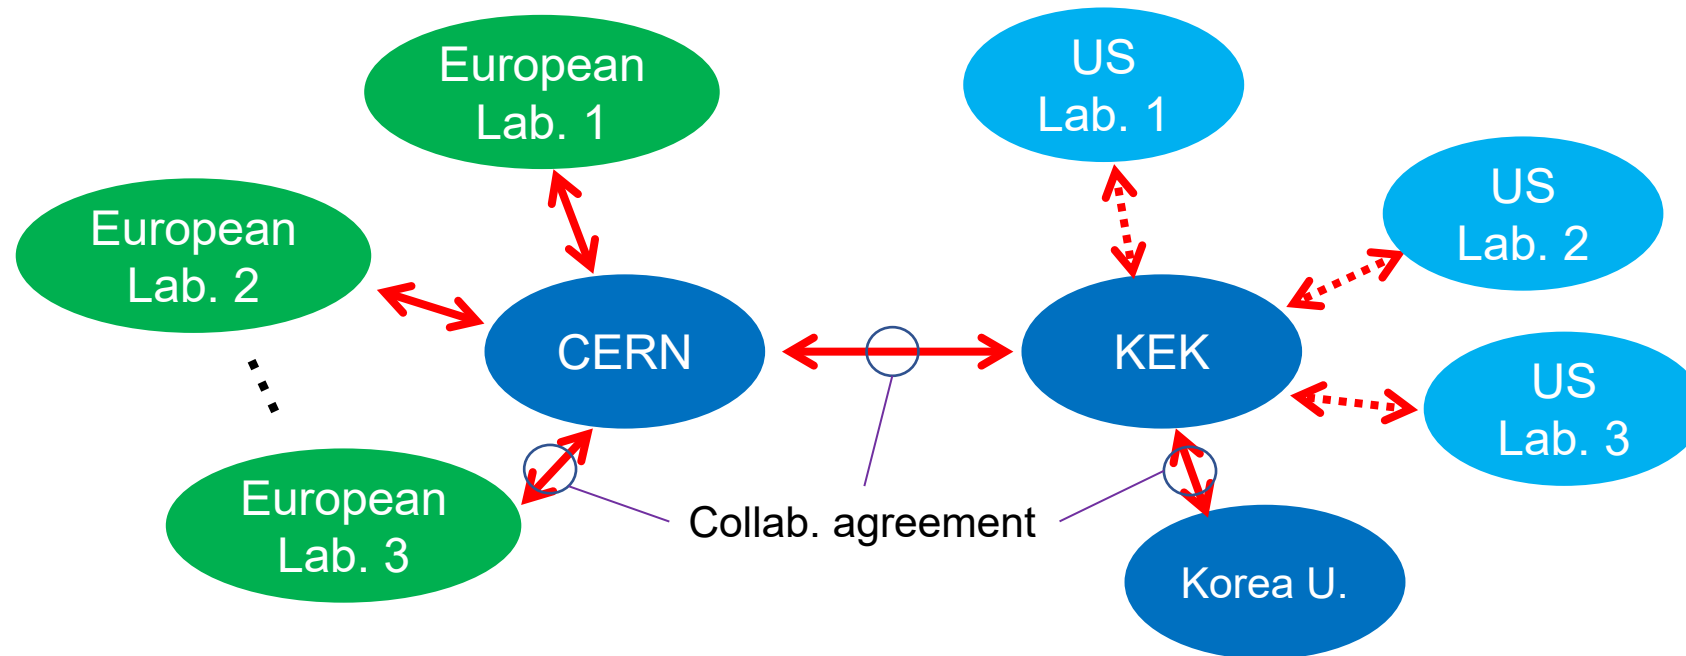 European
Lab. 1
US
Lab. 1
European
Lab. 2
US
Lab. 2
CERN
KEK
US
Lab. 3
European
Lab. 3
Collab. agreement
Korea U.